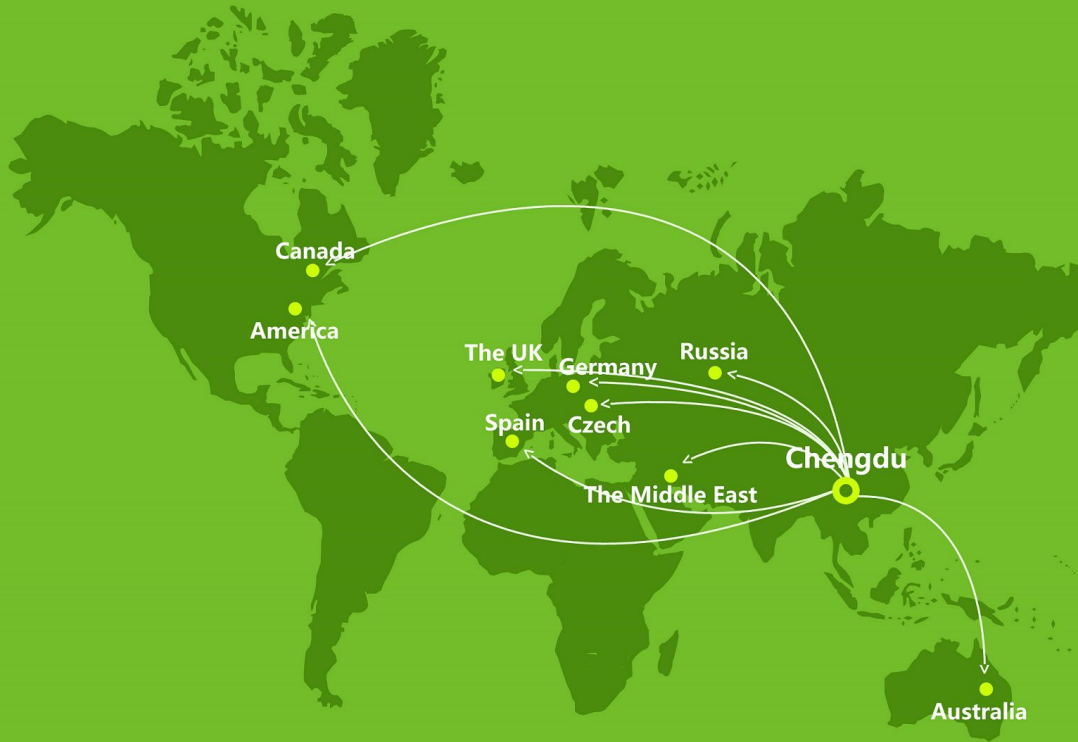 Canada
America
The UK
Germany
Russia
Spain
Czech
Chengdu
The Middle East
Australia